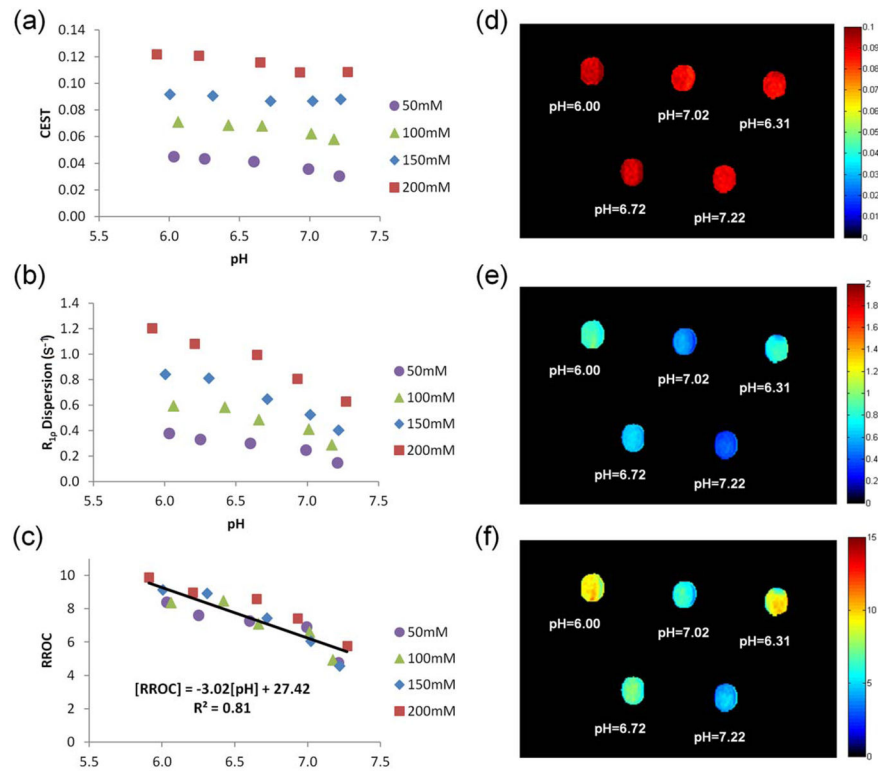 (a)
0.14
0.12
0.10
0.08
0.06
0.04
0.02
0.00
CEST
5.5 6.0 6.5 7.0 7.5
pH
50mM
100mM
150mM
200mM
(b)
1.4
1.2
1.0
0.8
0.6
0.4
0.2
0.0
R1ρ Dispersion (s⁻¹)
5.5 6.0 6.5 7.0 7.5
pH
50mM
100mM
150mM
200mM
(c)
10
8
6
4
2
0
RROC
[RROC] = -3.02[pH] + 27.42
R² = 0.81
5.5 6.0 6.5 7.0 7.5
50mM
100mM
150mM
200mM
(d)
pH=6.00
pH=7.02
pH=6.31
pH=6.72
pH=7.22
0.1
0.09
0.08
0.07
0.06
0.05
0.04
0.03
0.02
0.01
0
(e)
pH=6.00
pH=7.02
pH=6.31
pH=6.72
pH=7.22
2
1.8
1.6
1.4
1.2
1
0.8
0.6
0.4
0.2
0
(f)
pH=6.00
pH=7.02
pH=6.31
pH=6.72
pH=7.22
15
10
5
0